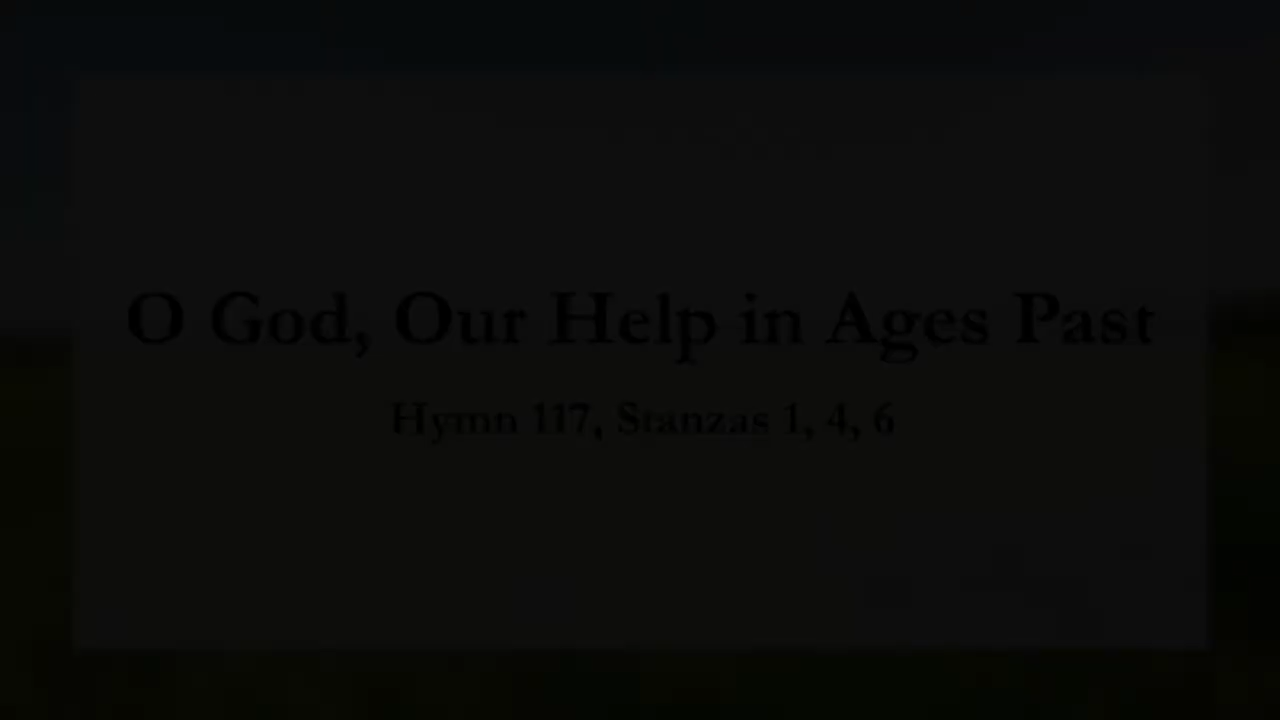 O God, Our Help in Ages Past
Hymn 117, Stanzas 1, 4, 6